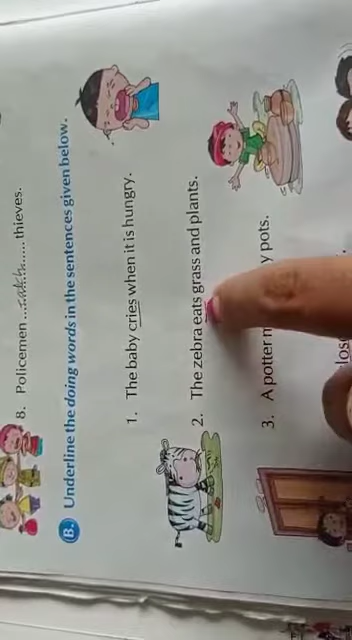 8. Policemen ...catch... thieves.
B. Underline the doing words in the sentences given below.
1. The baby cries when it is hungry.
2. The zebra eats grass and plants.
3. A potter m y pots.
los